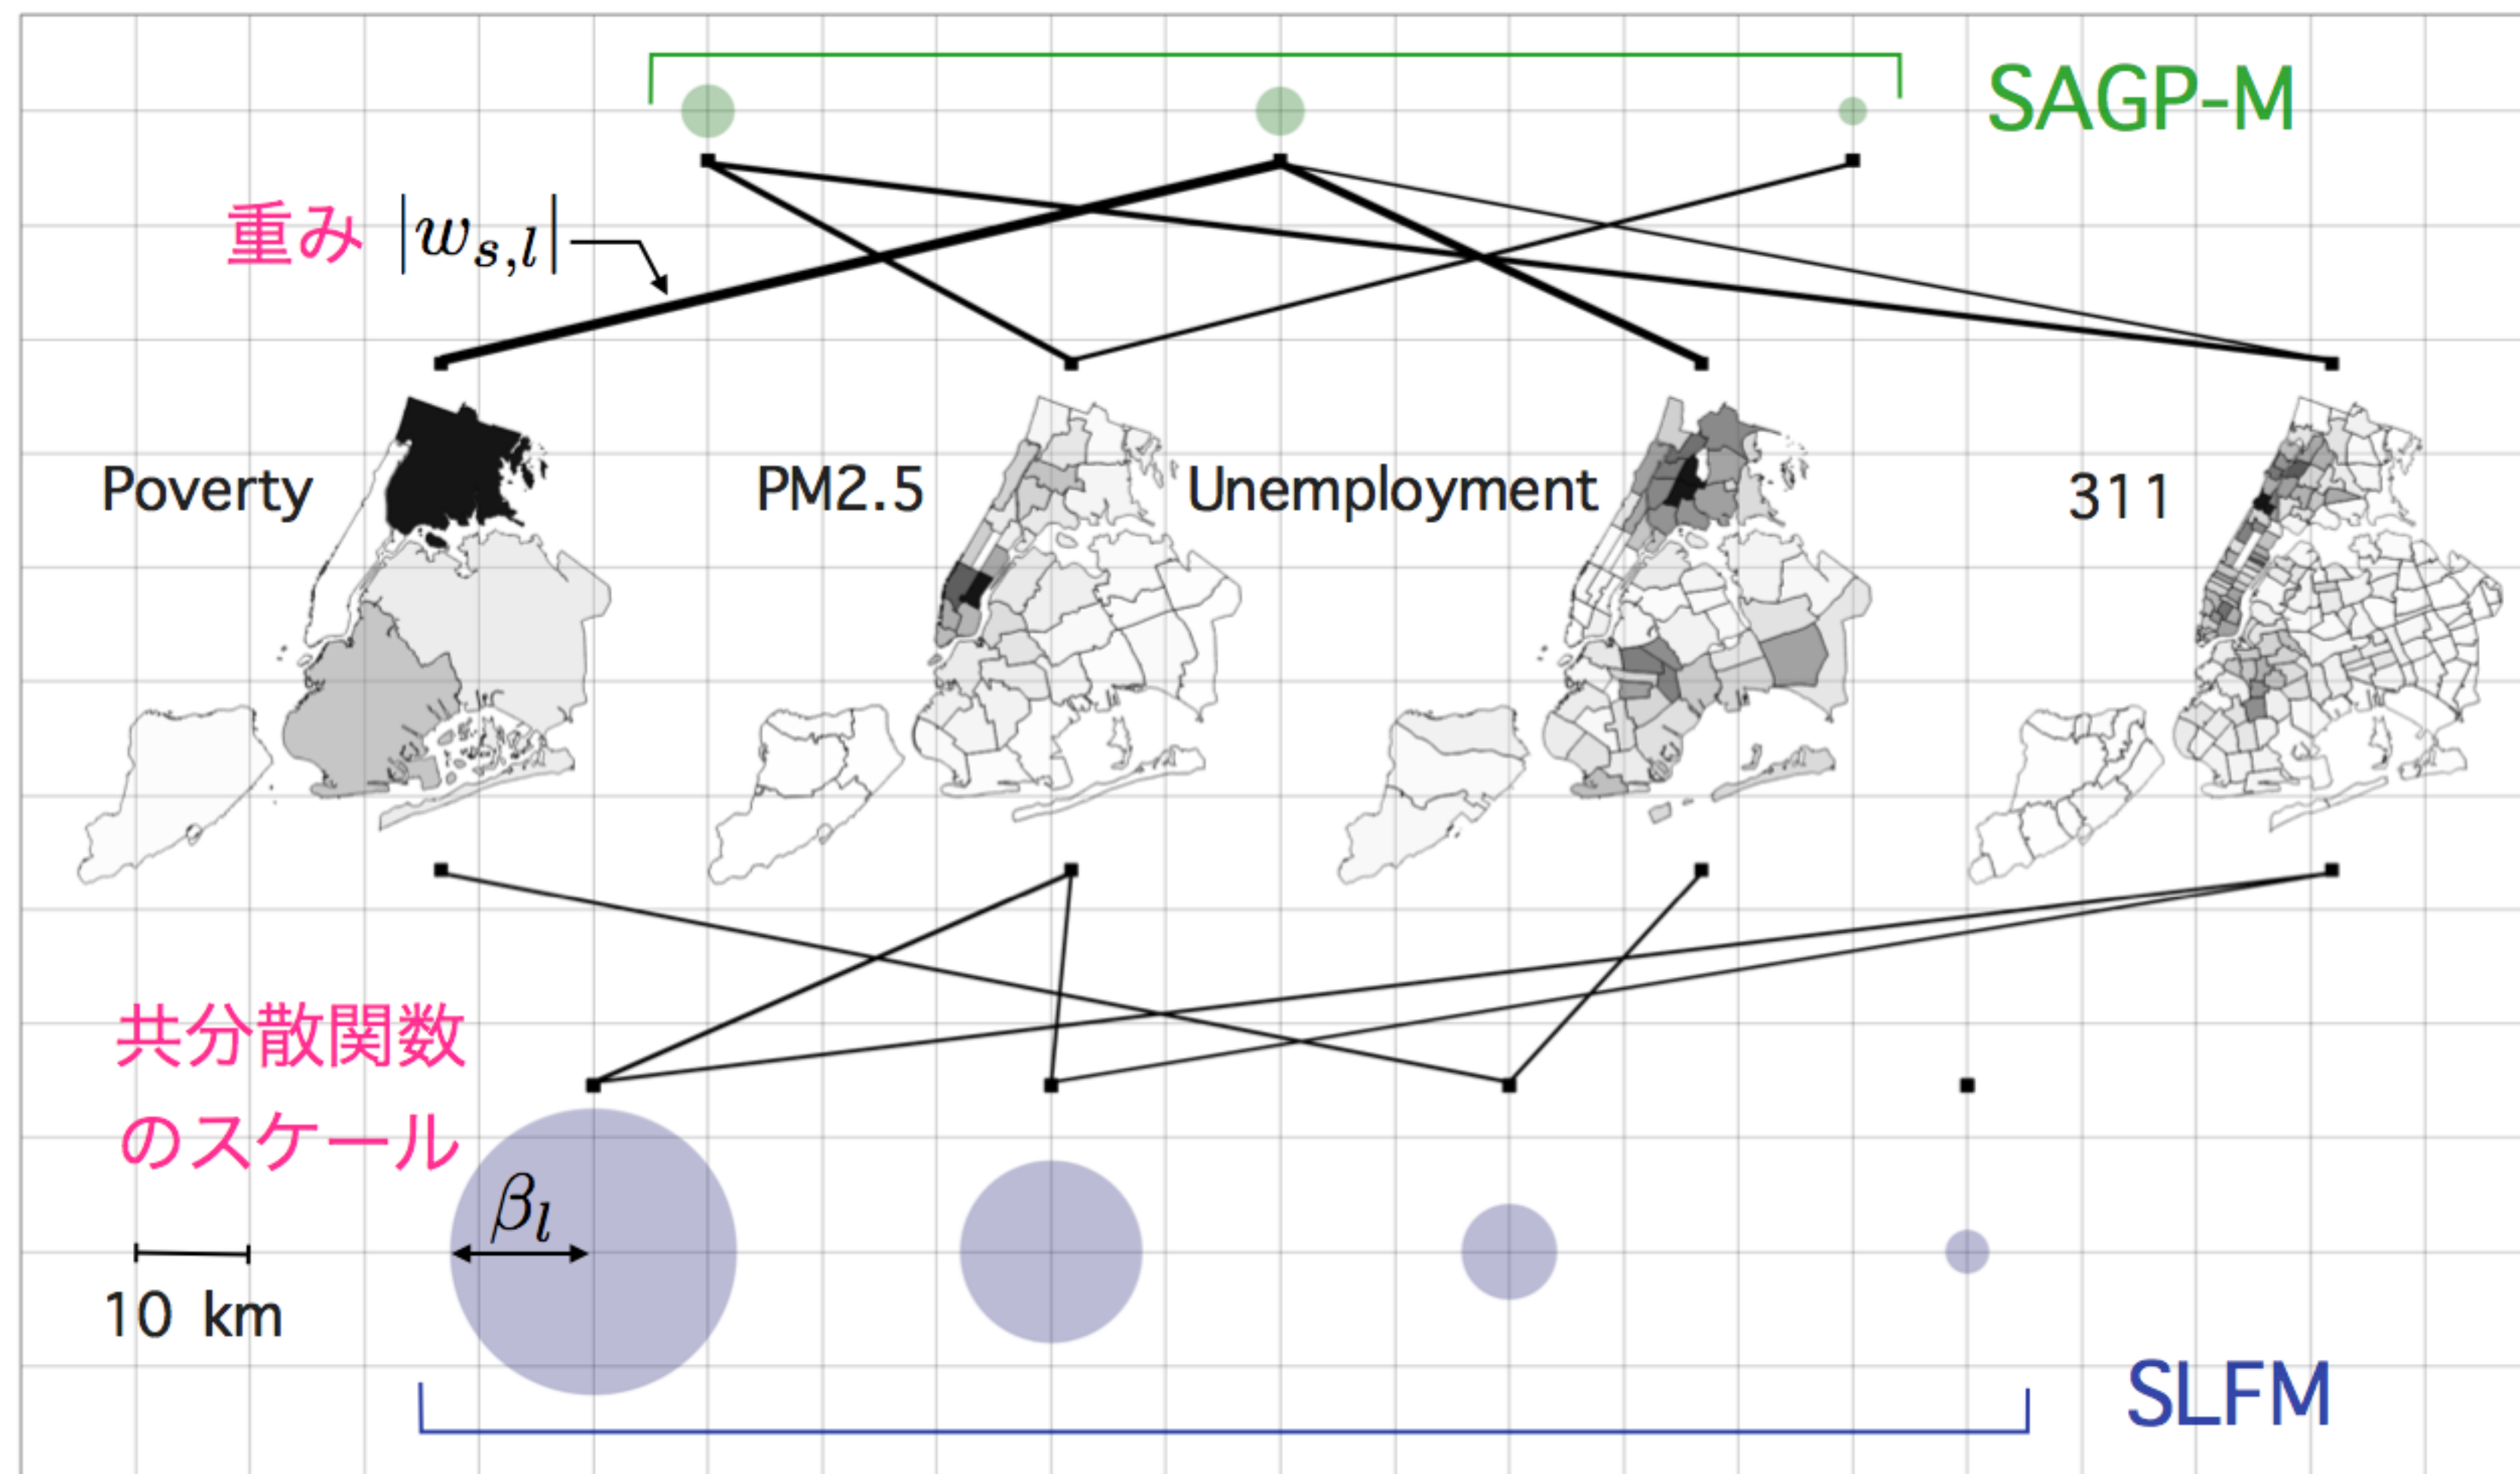 SAGP-M
重み |w_{s,l}|
Poverty
PM2.5
Unemployment
311
共分散関数
のスケール
β_l
10 km
SLFM